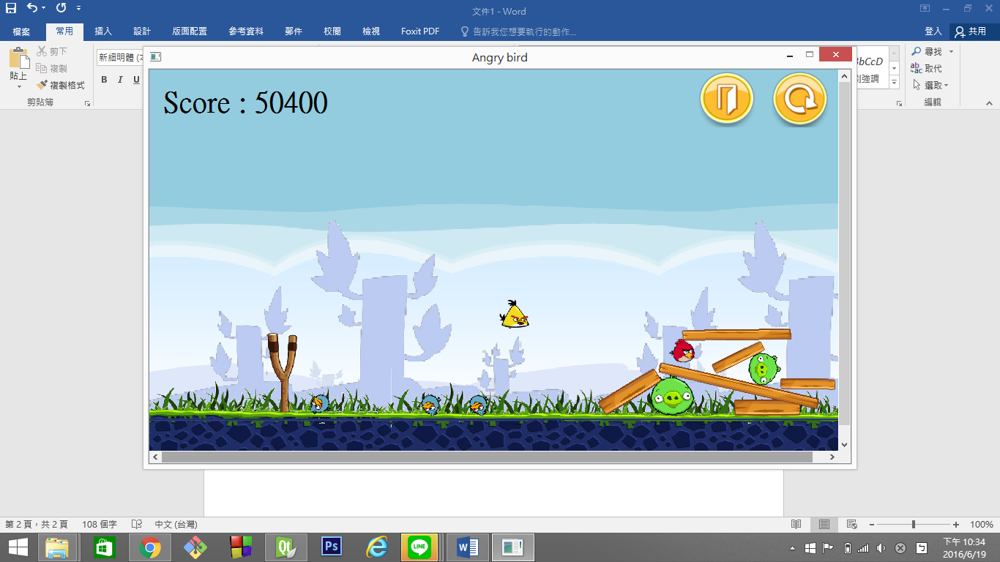 文件1 - Word
檔案 常用 插入 設計 版面配置 參考資料 郵件 校閱 檢視 Foxit PDF 告訴我您想要執行的動作... 登入 共用
貼上
剪下
複製
複製格式
剪貼簿
新細明體
B I U
BbCcD
強調
尋找
取代
選取
編輯
Angry bird
Score : 50400
第 2 頁，共 2 頁 108 個字 中文 (台灣) 100%
Qt Ps LINE W
下午 10:34
2016/6/19